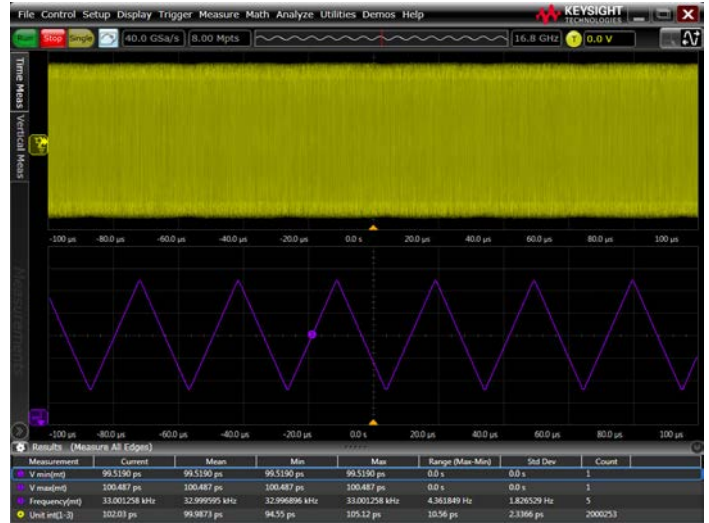 File Control Setup Display Trigger Measure Math Analyze Utilities Demos Help
KEYSIGHT
TECHNOLOGIES
Run Stop Single 40.0 GSa/s 8.00 Mpts 16.8 GHz T 0.0 V
Time Meas
Vertical Meas
-100 µs -80.0 µs -60.0 µs -40.0 µs -20.0 µs 0.0 s 20.0 µs 40.0 µs 60.0 µs 80.0 µs 100 µs
Measurements
-100 µs -80.0 µs -60.0 µs -40.0 µs -20.0 µs 0.0 s 20.0 µs 40.0 µs 60.0 µs 80.0 µs 100 µs
Results (Measure All Edges)
Measurement Current Mean Min Max Range (Max-Min) Std Dev Count
V min(mt) 99.5190 ps 99.5190 ps 99.5190 ps 99.5190 ps 0.0 s 0.0 s 1
V max(mt) 100.487 ps 100.487 ps 100.487 ps 100.487 ps 0.0 s 0.0 s 1
Frequency(mt) 33.001258 kHz 32.999595 kHz 32.996896 kHz 33.001258 kHz 4.361849 Hz 1.826529 Hz 5
Unit int(1-3) 102.03 ps 99.9873 ps 94.55 ps 105.12 ps 10.56 ps 2.3366 ps 2000253